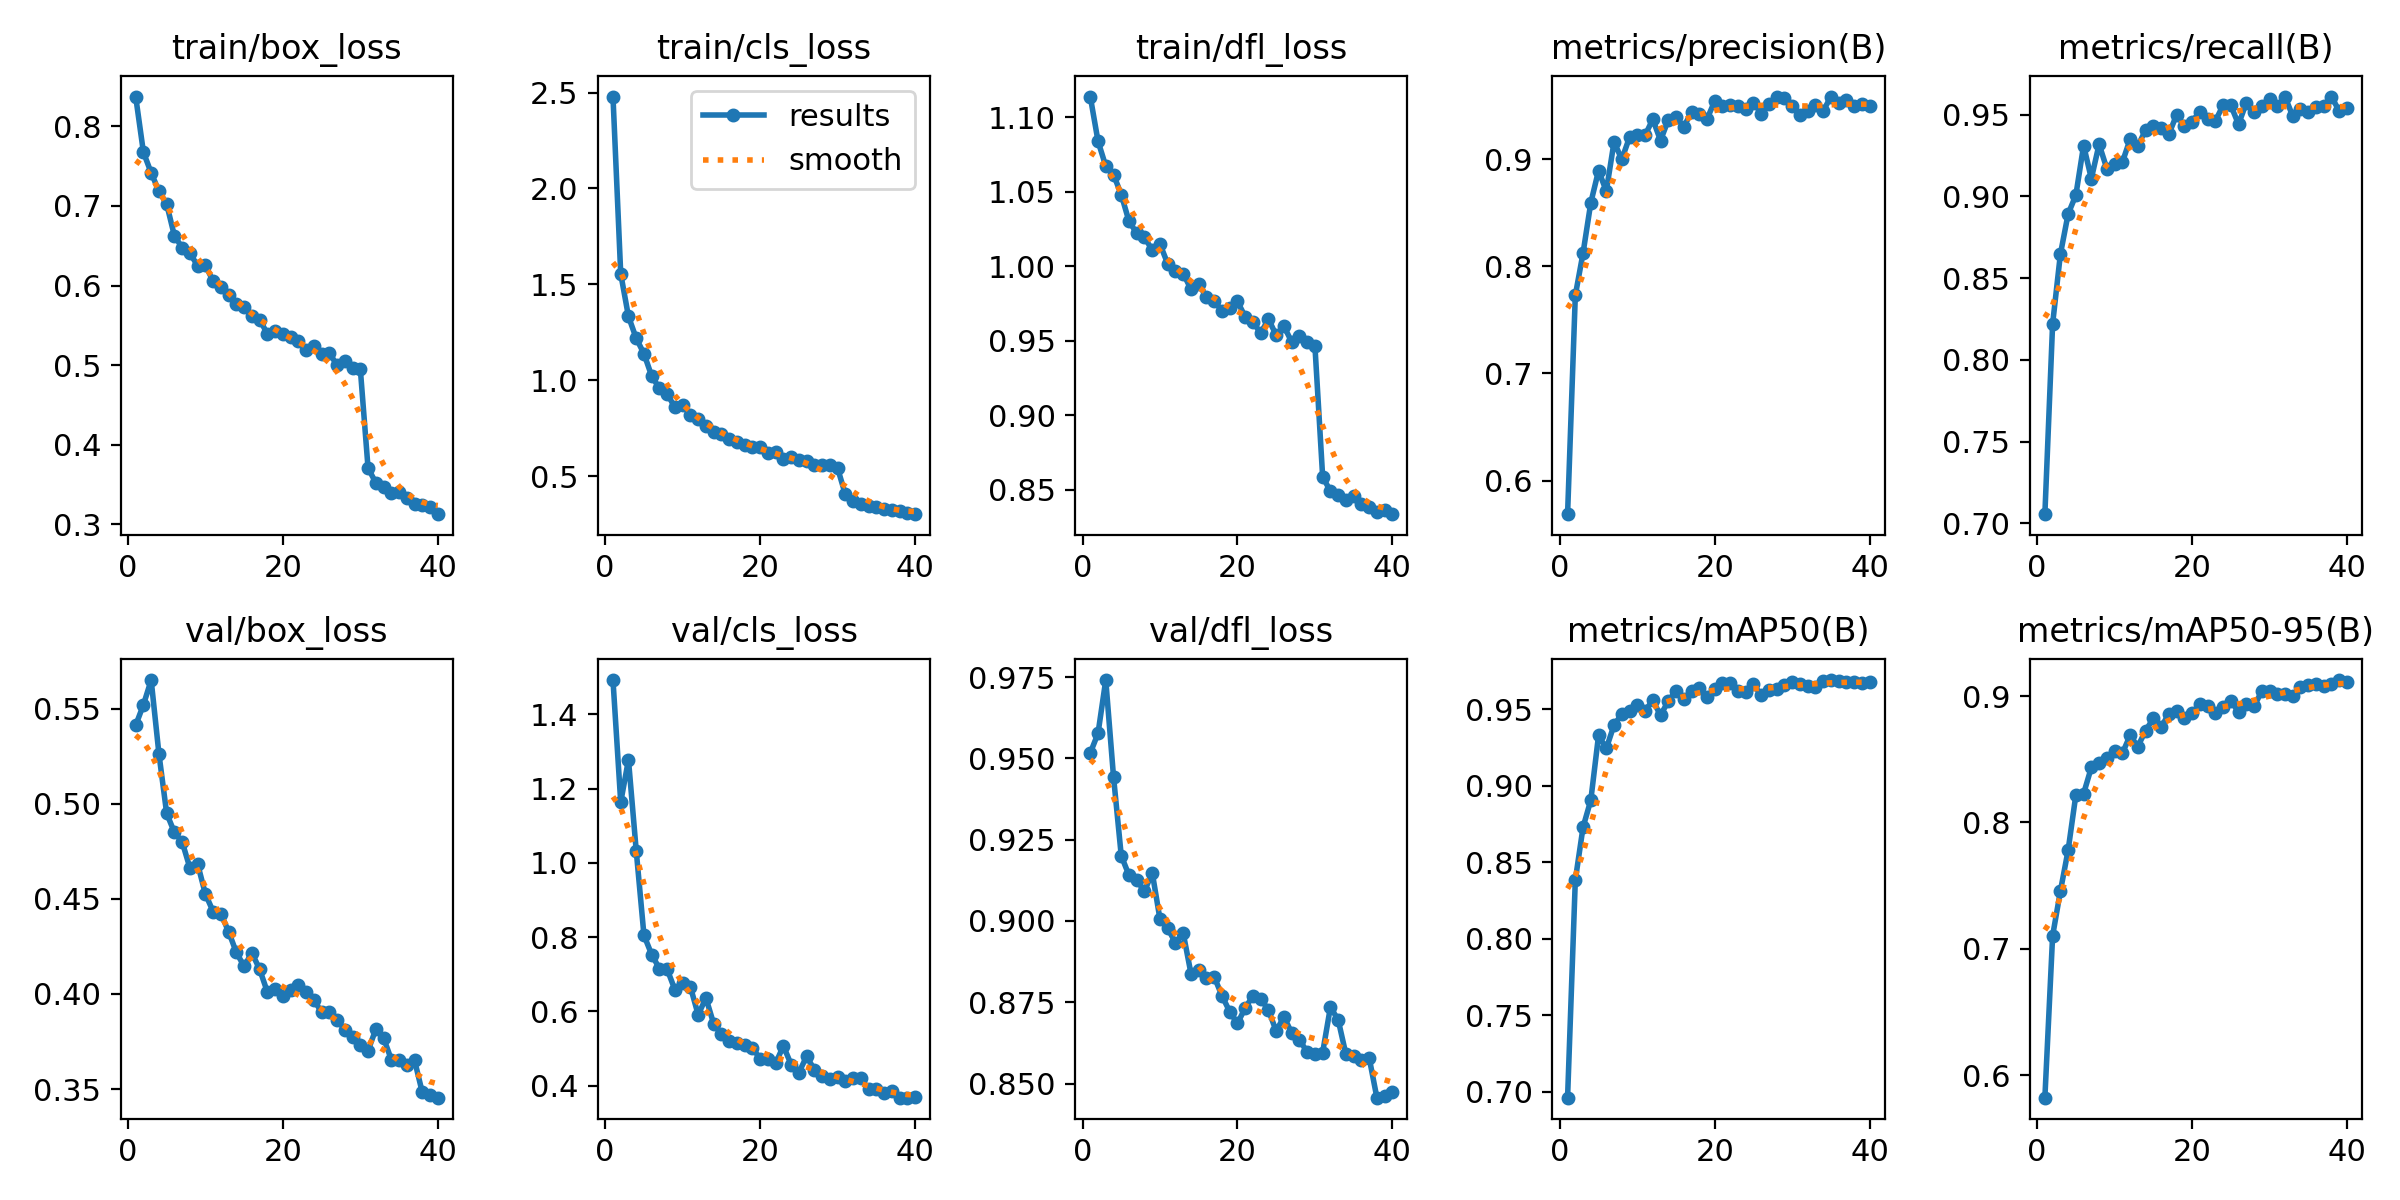 train/box_loss
0.8
0.7
0.6
0.5
0.4
0.3
0 20 40
train/cls_loss
results
smooth
2.5
2.0
1.5
1.0
0.5
0 20 40
train/dfl_loss
1.10
1.05
1.00
0.95
0.90
0.85
0 20 40
metrics/precision(B)
0.9
0.8
0.7
0.6
0 20 40
metrics/recall(B)
0.95
0.90
0.85
0.80
0.75
0.70
0 20 40
val/box_loss
0.55
0.50
0.45
0.40
0.35
0 20 40
val/cls_loss
1.4
1.2
1.0
0.8
0.6
0.4
0 20 40
val/dfl_loss
0.975
0.950
0.925
0.900
0.875
0.850
0 20 40
metrics/mAP50(B)
0.95
0.90
0.85
0.80
0.75
0.70
0 20 40
metrics/mAP50-95(B)
0.9
0.8
0.7
0.6
0 20 40